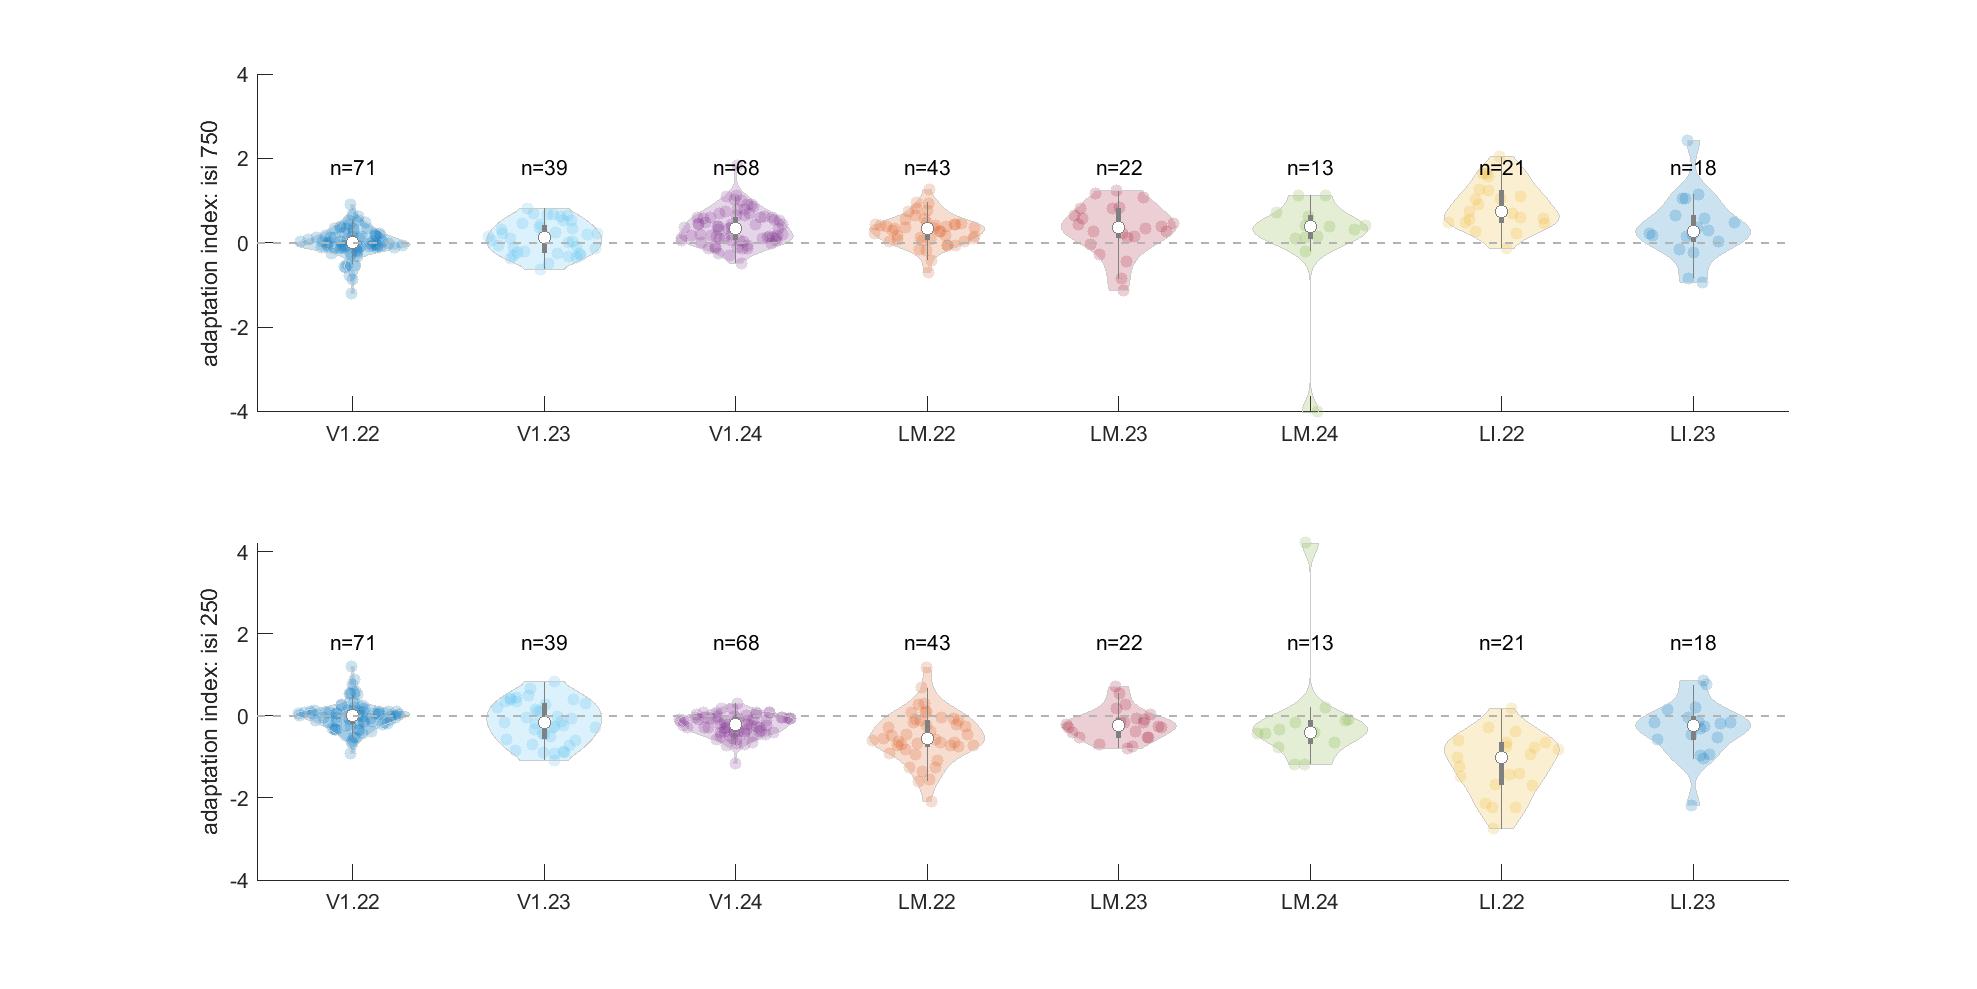 adaptation index: isi 750
4
2
0
-2
-4
n=71 n=39 n=68 n=43 n=22 n=13 n=21 n=18
V1.22 V1.23 V1.24 LM.22 LM.23 LM.24 LI.22 LI.23
adaptation index: isi 250
4
2
0
-2
-4
n=71 n=39 n=68 n=43 n=22 n=13 n=21 n=18
V1.22 V1.23 V1.24 LM.22 LM.23 LM.24 LI.22 LI.23